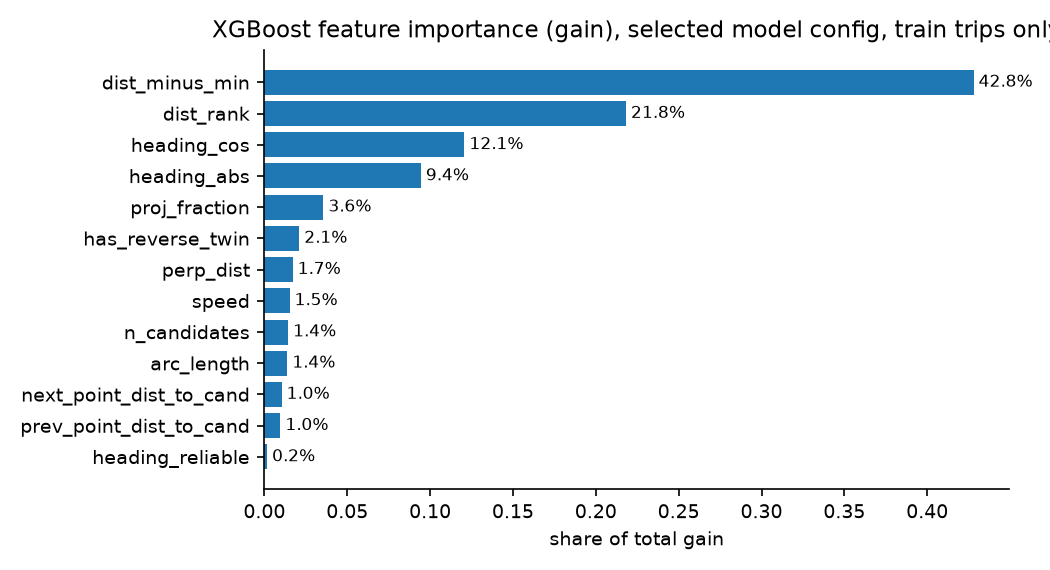 XGBoost feature importance (gain), selected model config, train trips only
dist_minus_min 42.8%
dist_rank 21.8%
heading_cos 12.1%
heading_abs 9.4%
proj_fraction 3.6%
has_reverse_twin 2.1%
perp_dist 1.7%
speed 1.5%
n_candidates 1.4%
arc_length 1.4%
next_point_dist_to_cand 1.0%
prev_point_dist_to_cand 1.0%
heading_reliable 0.2%
0.00 0.05 0.10 0.15 0.20 0.25 0.30 0.35 0.40
share of total gain